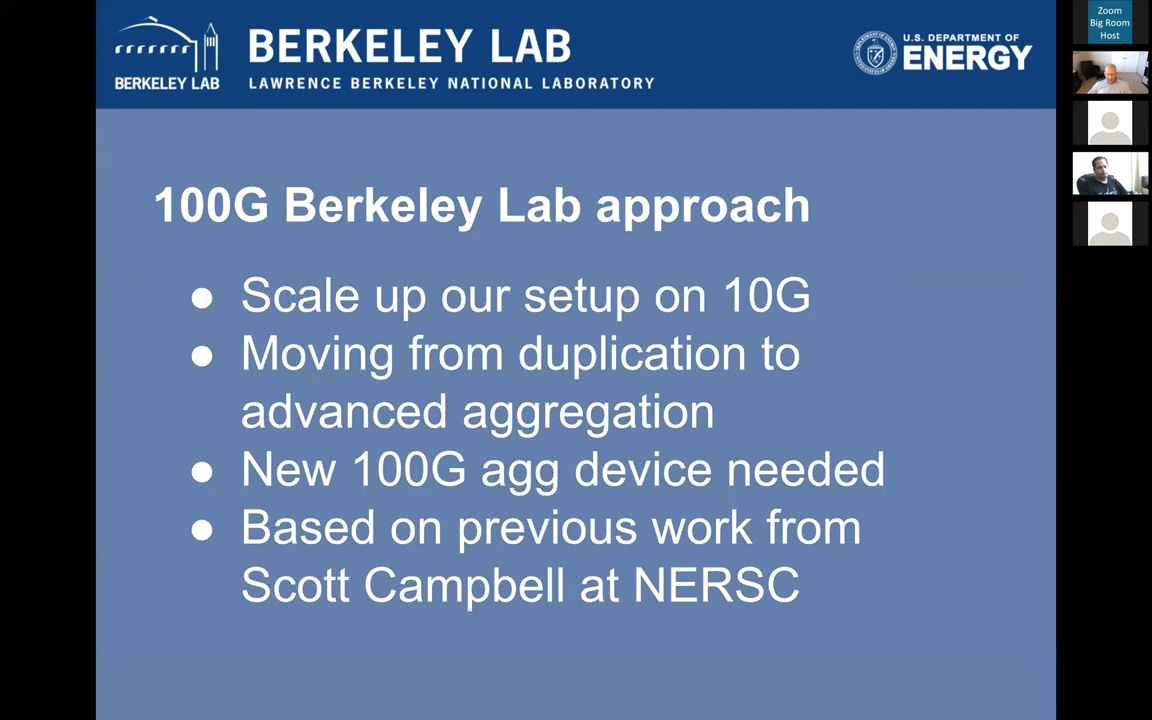 BERKELEY LAB
BERKELEY LAB
LAWRENCE BERKELEY NATIONAL LABORATORY
U.S. DEPARTMENT OF
ENERGY
Zoom
Big Room
Host
100G Berkeley Lab approach
● Scale up our setup on 10G
● Moving from duplication to
advanced aggregation
● New 100G agg device needed
● Based on previous work from
Scott Campbell at NERSC